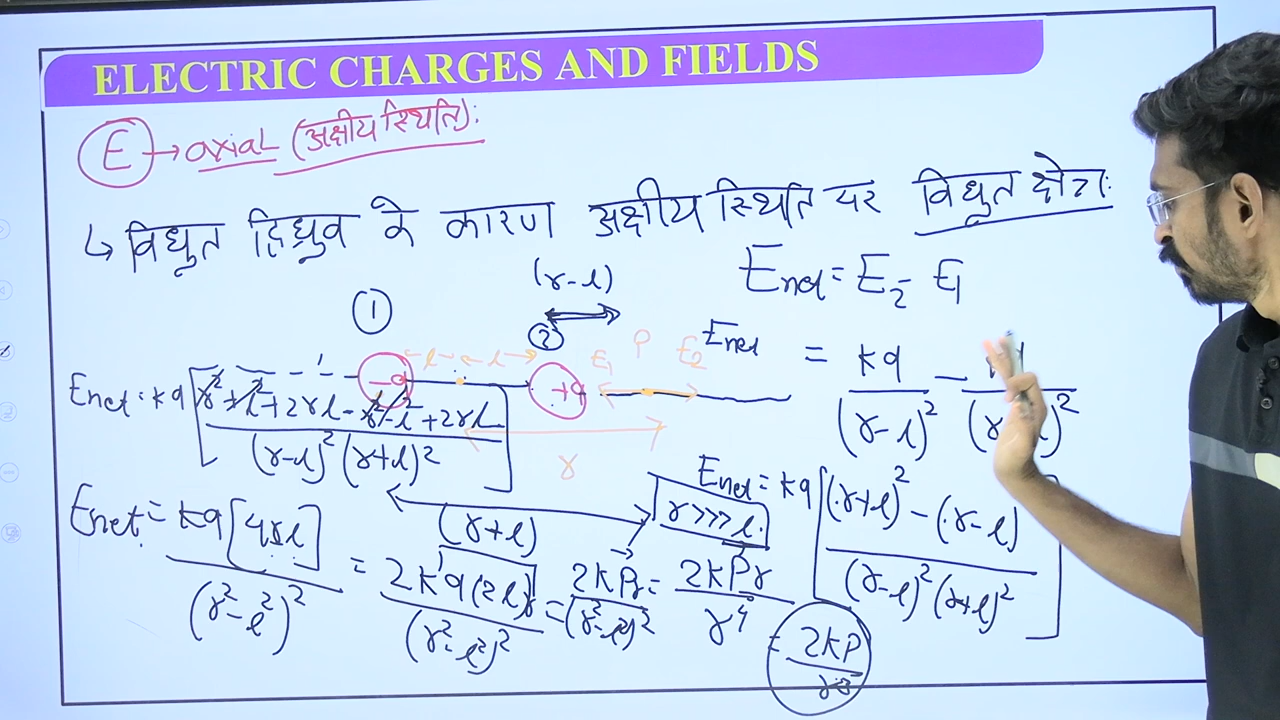 ELECTRIC CHARGES AND FIELDS
E → axial (अक्षीय स्थिति):
↳ विद्युत द्विध्रुव के कारण अक्षीय स्थिति पर विद्युत क्षेत्र:
(r-l)
Enet = E2 - E1
① ②
l l -q +q E1 P E2
Enet = kq/(r-l)² -
r
Enet = kq [r²+l²+2rl-r²-l²+2rl / (r-l)²(r+l)²]
(r+l)
r>>>l.
Enet = kq [(r+l)² - (r-l) / (r-l)²(r+l)²]
Enet = kq[4rl] / (r²-l²)² = 2kq(2l)r / (r²-l²)² = 2kPr / (r²-l²)² = 2kPr / r⁴ = 2kP / r³